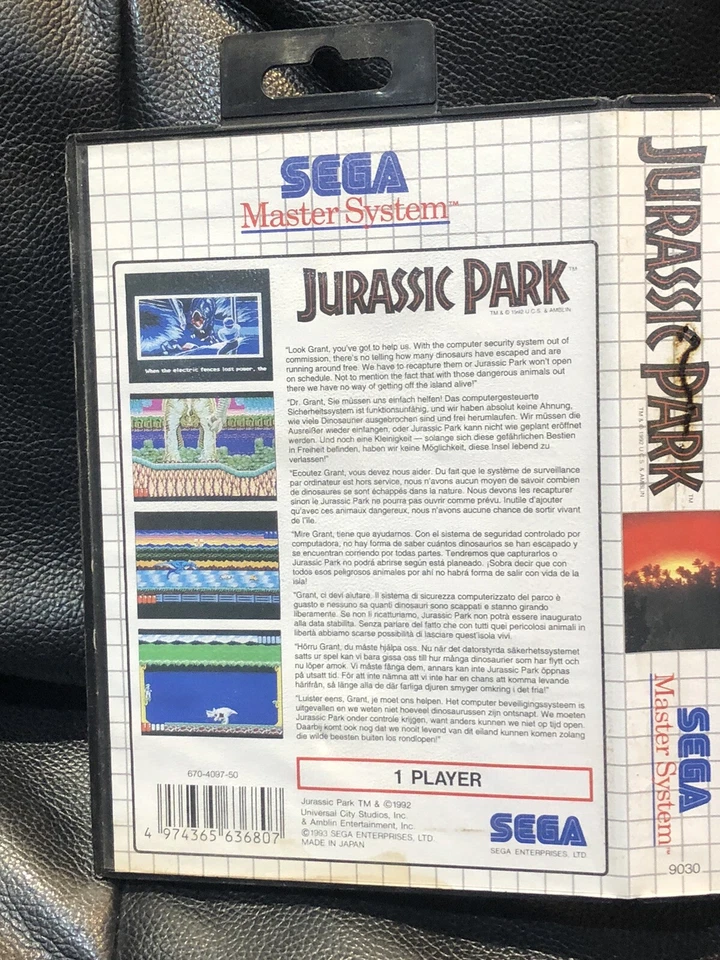 SEGA
Master System™
JURASSIC PARK™
TM & © 1992 U.C.S. & AMBLIN
When the electric fences lost power, the
"Look Grant, you've got to help us. With the computer security system out of
commission, there's no telling how many dinosaurs have escaped and are
running around free. We have to recapture them or Jurassic Park won't open
on schedule. Not to mention the fact that with those dangerous animals out
there we have no way of getting off the island alive!"
"Dr. Grant, Sie müssen uns einfach helfen! Das computergesteuerte
Sicherheitssystem ist funktionsunfähig, und wir haben absolut keine Ahnung,
wie viele Dinosaurier ausgebrochen sind und frei herumlaufen. Wir müssen die
Ausreißer wieder einfangen, oder Jurassic Park kann nicht wie geplant eröffnet
werden. Und noch eine Kleinigkeit — solange sich diese gefährlichen Bestien
in Freiheit befinden, haben wir keine Möglichkeit, diese Insel lebend zu
verlassen!"
"Ecoutez Grant, vous devez nous aider. Du fait que le système de surveillance
par ordinateur est hors service, nous n'avons aucun moyen de savoir combien
de dinosaures se sont échappés dans la nature. Nous devons les recapturer
sinon le Jurassic Park ne pourra pas ouvrir comme prévu. Inutile d'ajouter
qu'avec ces animaux dangereux, nous n'avons aucune chance de sortir vivant
de l'île.
"Mire Grant, tiene que ayudarnos. Con el sistema de seguridad controlado por
computadora, no hay forma de saber cuántos dinosaurios se han escapado y
se encuentran corriendo por todas partes. Tendremos que capturarlos o
Jurassic Park no podrá abrirse según está planeado. ¡Sobra decir que con
todos esos peligrosos animales por ahí no habrá forma de salir con vida de la
isla!
"Grant, ci devi aiutare. Il sistema di sicurezza computerizzato del parco è
guasto e nessuno sa quanti dinosauri sono scappati e stanno girando
liberamente. Se non li ricatturiamo, Jurassic Park non potrà essere inaugurato
alla data stabilita. Senza parlare del fatto che con tutti quei pericolosi animali in
libertà abbiamo scarse possibilità di lasciare quest'isola vivi.
"Hörru Grant, du måste hjälpa oss. Nu när det datorstyrda säkerhetssystemet
satts ur spel kan vi bara gissa oss till hur många dinosaurer som har flytt och
nu löper amok. Vi måste fånga dem, annars kan inte Jurassic Park öppnas
på utsatt tid. För att inte nämna att vi inte har en chans att komma levande
härifrån, så länge alla de där farliga djuren smyger omkring i det fria!"
"Luister eens, Grant, je moet ons helpen. Het computer beveiligingssysteem is
uitgevallen en we weten niet hoeveel dinosaurussen zijn ontsnapt. We moeten
Jurassic Park onder controle krijgen, want anders kunnen we niet op tijd open.
Daarbij komt ook nog dat we nooit levend van dit eiland kunnen komen zolang
die wilde beesten buiten los rondlopen!"
1 PLAYER
670-4097-50
4 974365 636807
Jurassic Park TM & ©1992
Universal City Studios, Inc.
& Amblin Entertainment, Inc.
©1993 SEGA ENTERPRISES, LTD.
MADE IN JAPAN
SEGA
SEGA ENTERPRISES, LTD.
JURASSIC PARK™
TM & © 1992 U.C.S. & AMBLIN
SEGA
Master System™
9030